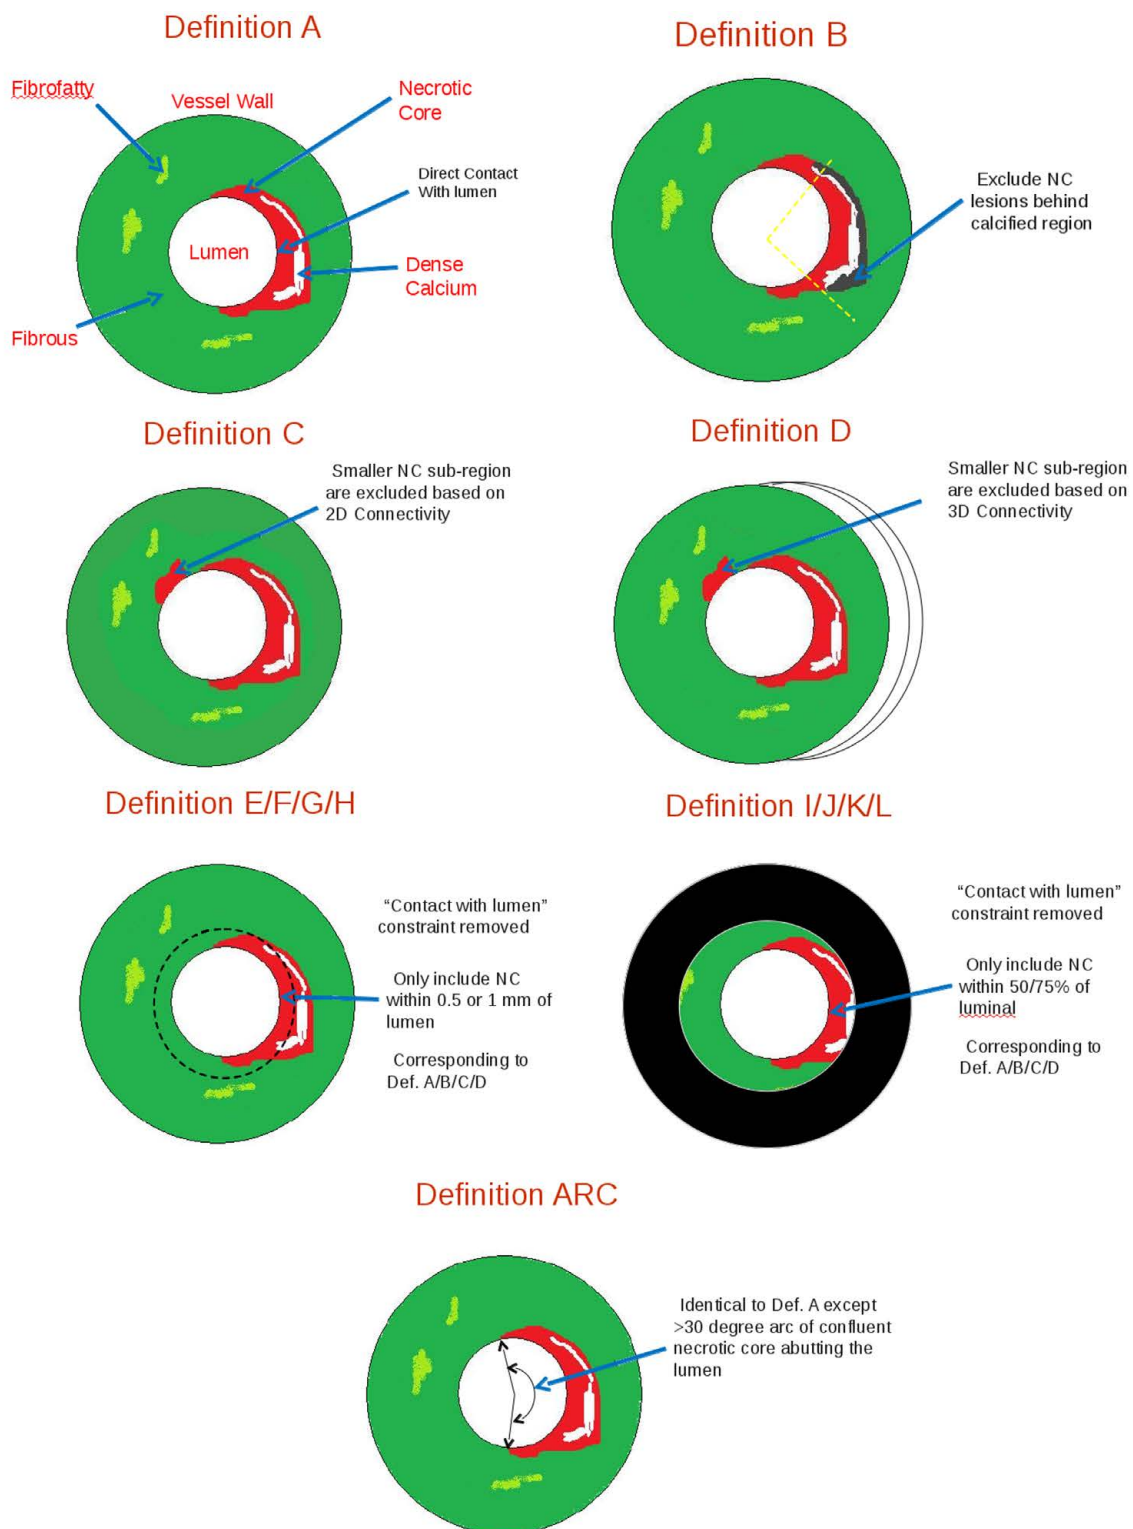 Definition A
Fibrofatty
Vessel Wall
Necrotic
Core
Direct Contact
With lumen
Lumen
Dense
Calcium
Fibrous
Definition B
Exclude NC
lesions behind
calcified region
Definition C
Smaller NC sub-region
are excluded based on
2D Connectivity
Definition D
Smaller NC sub-region
are excluded based on
3D Connectivity
Definition E/F/G/H
“Contact with lumen”
constraint removed
Only include NC
within 0.5 or 1 mm of
lumen
Corresponding to
Def. A/B/C/D
Definition I/J/K/L
“Contact with lumen”
constraint removed
Only include NC
within 50/75% of
luminal
Corresponding to
Def. A/B/C/D
Definition ARC
Identical to Def. A except
>30 degree arc of confluent
necrotic core abutting the
lumen